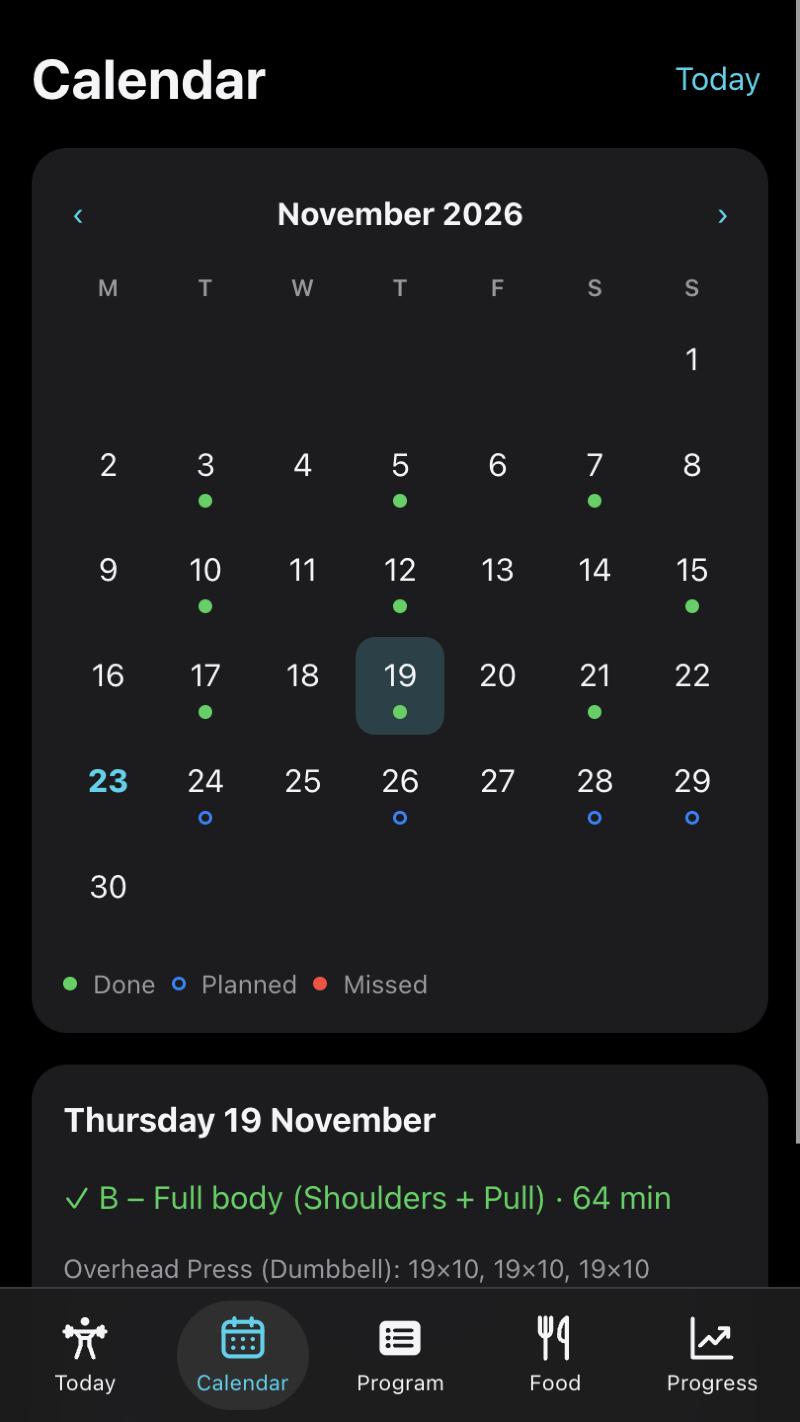 Calendar
Today
‹ November 2026 ›
M T W T F S S
1
2 3 4 5 6 7 8
9 10 11 12 13 14 15
16 17 18 19 20 21 22
23 24 25 26 27 28 29
30
Done Planned Missed
Thursday 19 November
✓ B – Full body (Shoulders + Pull) · 64 min
Overhead Press (Dumbbell): 19×10, 19×10, 19×10
Today Calendar Program Food Progress